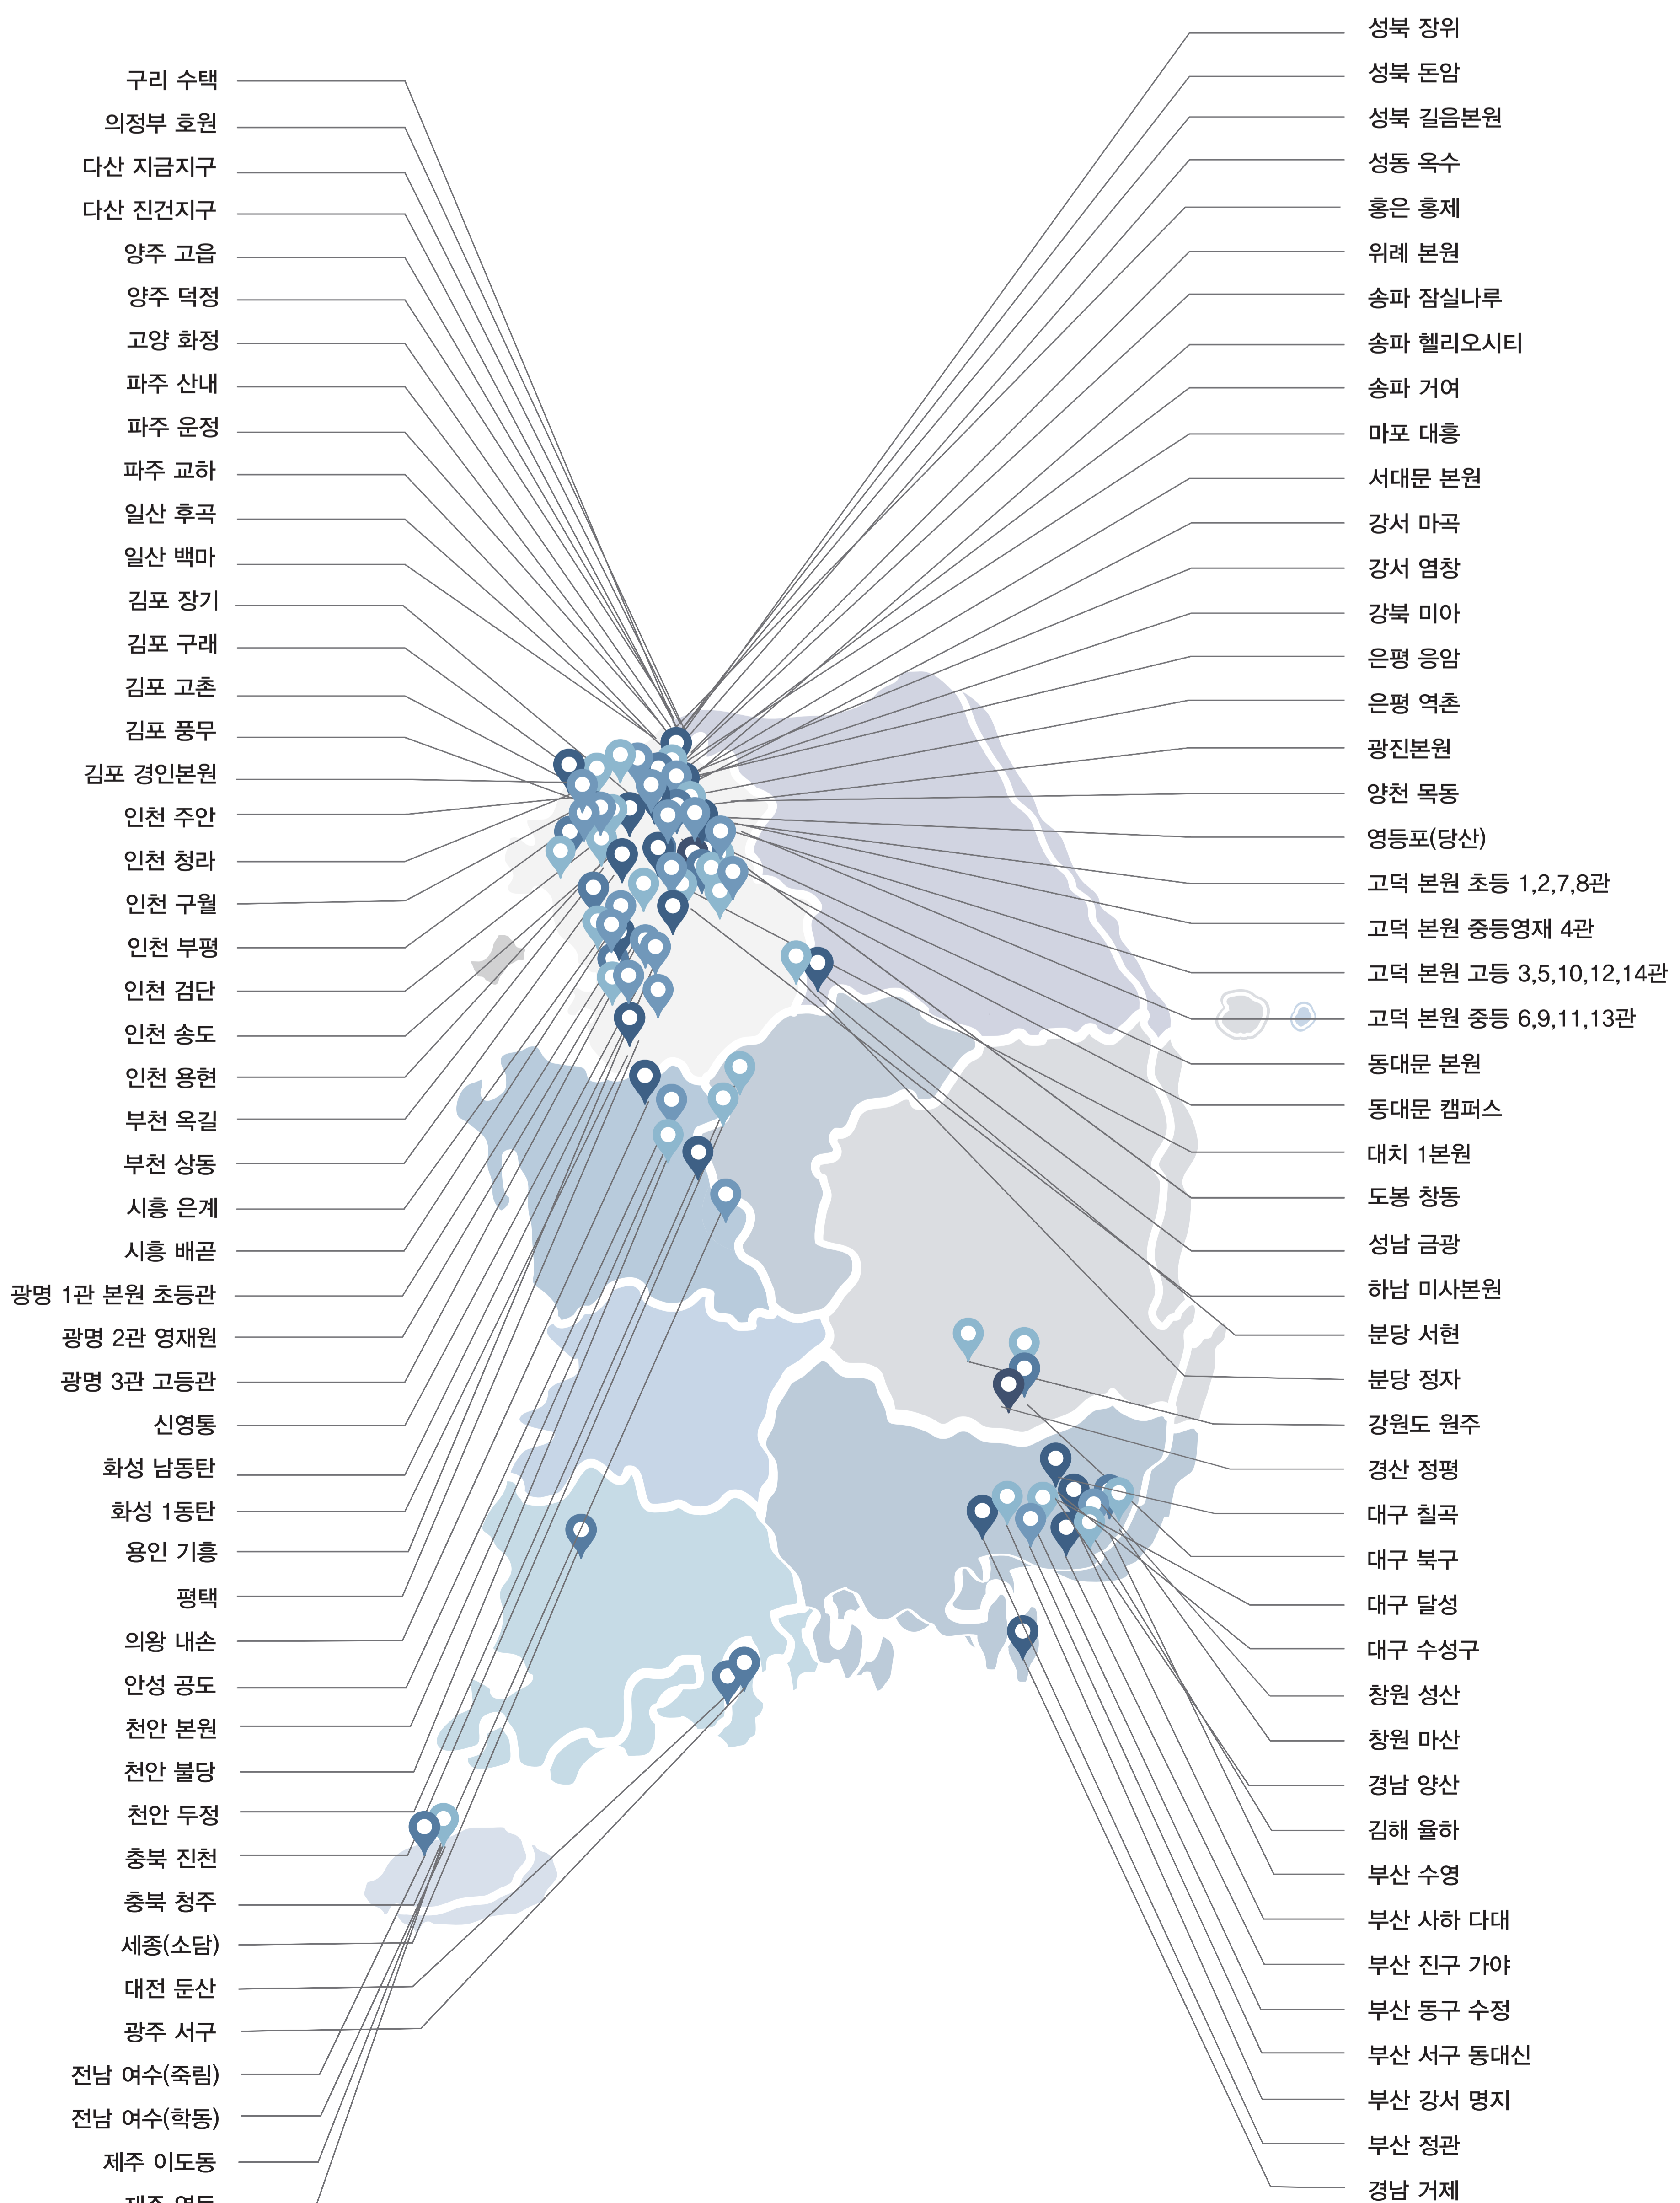 구리 수택
의정부 호원
다산 지금지구
다산 진건지구
양주 고읍
양주 덕정
고양 화정
파주 산내
파주 운정
파주 교하
일산 후곡
일산 백마
김포 장기
김포 구래
김포 고촌
김포 풍무
김포 경인본원
인천 주안
인천 청라
인천 구월
인천 부평
인천 검단
인천 송도
인천 용현
부천 옥길
부천 상동
시흥 은계
시흥 배곧
광명 1관 본원 초등관
광명 2관 영재원
광명 3관 고등관
신영통
화성 남동탄
화성 1동탄
용인 기흥
평택
의왕 내손
안성 공도
천안 본원
천안 불당
천안 두정
충북 진천
충북 청주
세종(소담)
대전 둔산
광주 서구
전남 여수(죽림)
전남 여수(학동)
제주 이도동
성북 장위
성북 돈암
성북 길음본원
성동 옥수
홍은 홍제
위례 본원
송파 잠실나루
송파 헬리오시티
송파 거여
마포 대흥
서대문 본원
강서 마곡
강서 염창
강북 미아
은평 응암
은평 역촌
광진본원
양천 목동
영등포(당산)
고덕 본원 초등 1,2,7,8관
고덕 본원 중등영재 4관
고덕 본원 고등 3,5,10,12,14관
고덕 본원 중등 6,9,11,13관
동대문 본원
동대문 캠퍼스
대치 1본원
도봉 창동
성남 금광
하남 미사본원
분당 서현
분당 정자
강원도 원주
경산 정평
대구 칠곡
대구 북구
대구 달성
대구 수성구
창원 성산
창원 마산
경남 양산
김해 율하
부산 수영
부산 사하 다대
부산 진구 가야
부산 동구 수정
부산 서구 동대신
부산 강서 명지
부산 정관
경남 거제